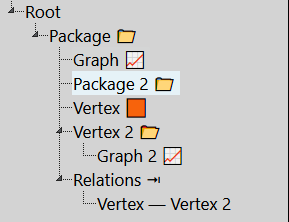 Root
Package
Graph
Package 2
Vertex
Vertex 2
Graph 2
Relations
Vertex — Vertex 2